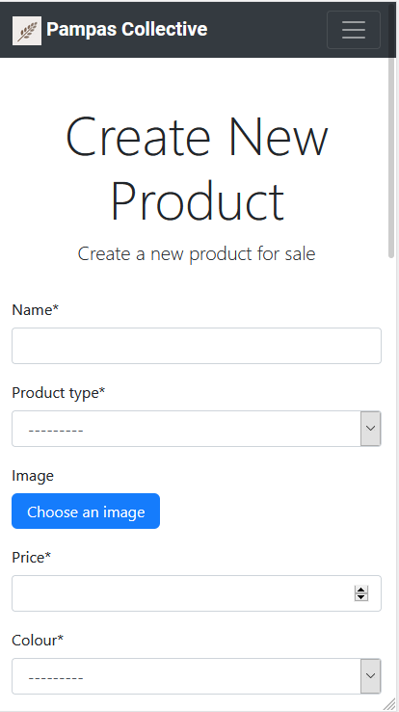 Pampas Collective
Create New
Product
Create a new product for sale
Name*
Product type*
---------
Image
Choose an image
Price*
Colour*
---------